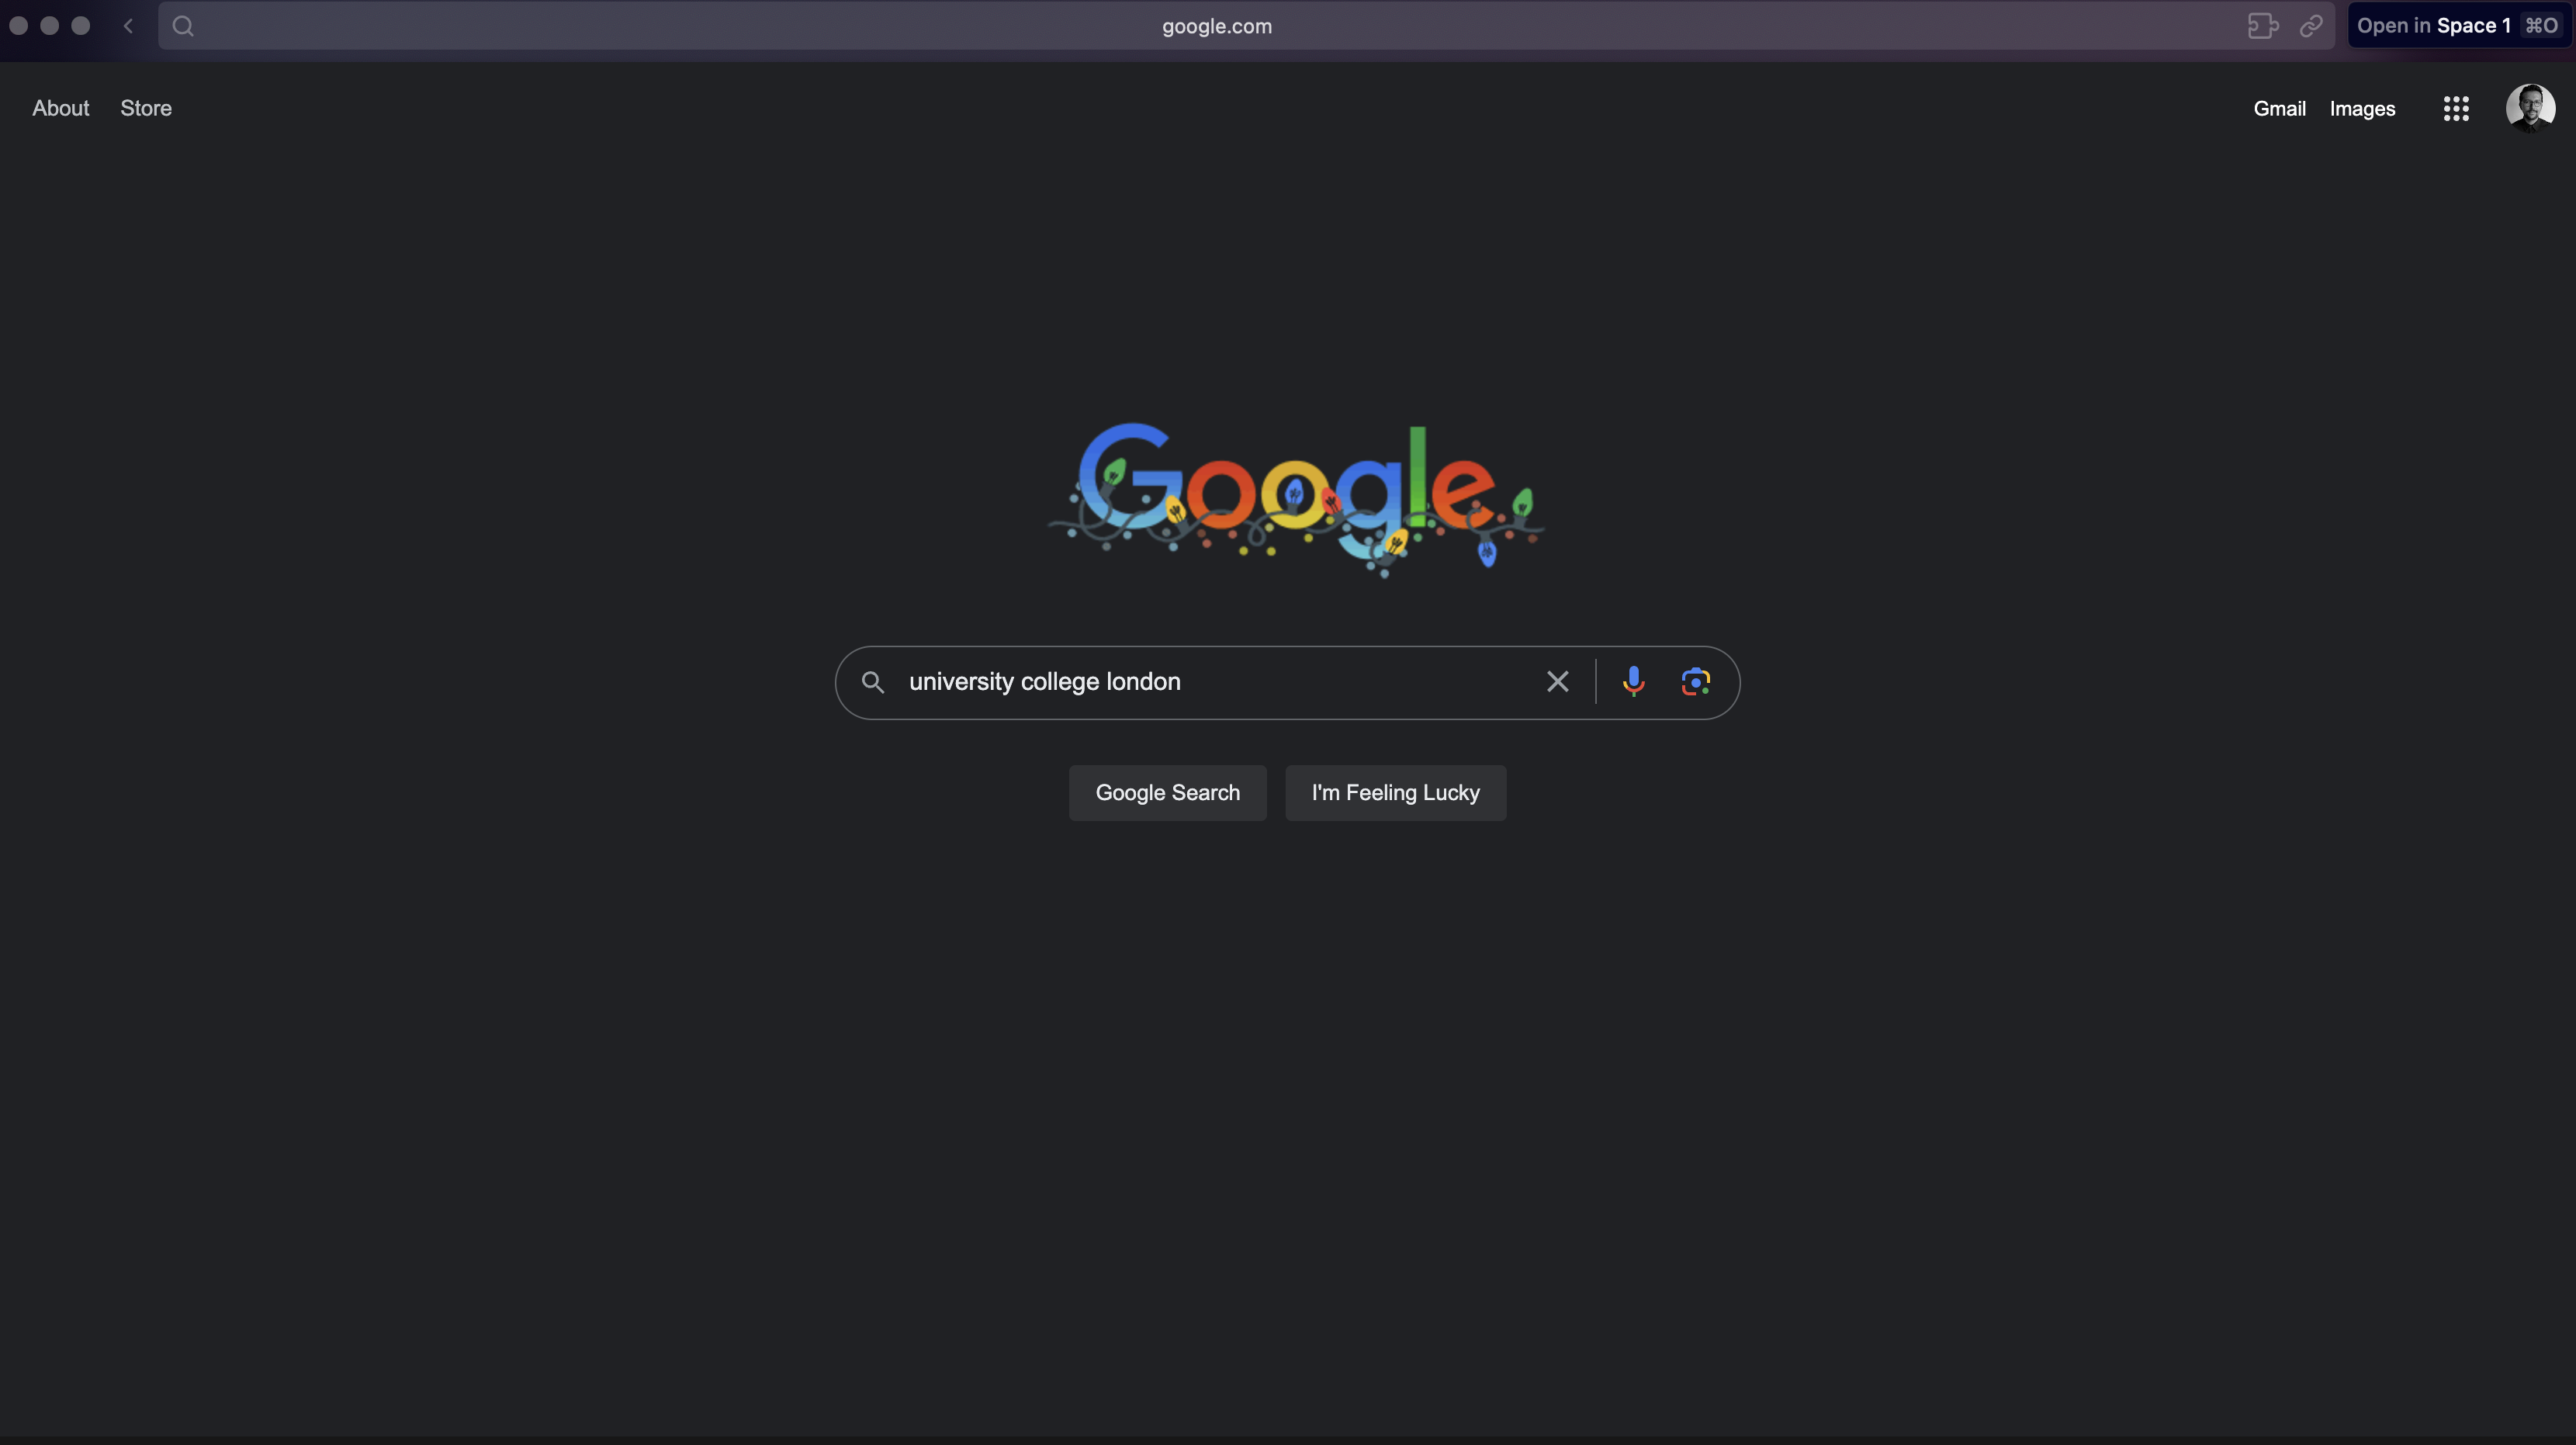 google.com
Open in Space 1 ⌘O
About Store
Gmail Images
Google
university college london
Google Search
I'm Feeling Lucky